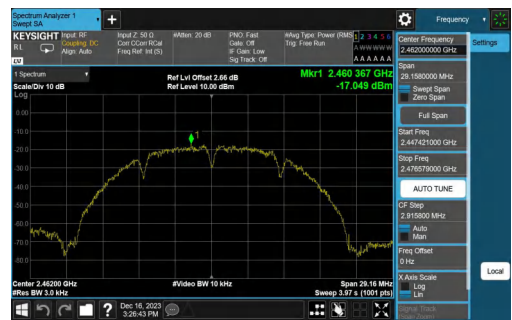 Spectrum Analyzer 1
Swept SA
Frequency
KEYSIGHT
RL
LV
Input: RF
Coupling: DC
Align: Auto
Input Z: 50 Ω
Corr CCorr RCal
Freq Ref: Int (S)
#Atten: 20 dB
PNO: Fast
Gate: Off
IF Gain: Low
Sig Track: Off
#Avg Type: Power (RMS
Trig: Free Run
1 2 3 4 5 6
A W W W W W
A A A A A A
1 Spectrum
Scale/Div 10 dB
Log
Ref Lvl Offset 2.66 dB
Ref Level 10.00 dBm
Mkr1 2.460 367 GHz
-17.049 dBm
1
0.00
-10.0
-20.0
-30.0
-40.0
-50.0
-60.0
-70.0
-80.0
Center 2.46200 GHz
#Res BW 3.0 kHz
#Video BW 10 kHz
Span 29.16 MHz
Sweep 3.97 s (1001 pts)
Dec 16, 2023
3:26:43 PM
Center Frequency
2.462000000 GHz
Settings
Span
29.1580000 MHz
Swept Span
Zero Span
Full Span
Start Freq
2.447421000 GHz
Stop Freq
2.476579000 GHz
AUTO TUNE
CF Step
2.915800 MHz
Auto
Man
Freq Offset
0 Hz
X Axis Scale
Log
Lin
Local
Signal Track
(Span Zoom)